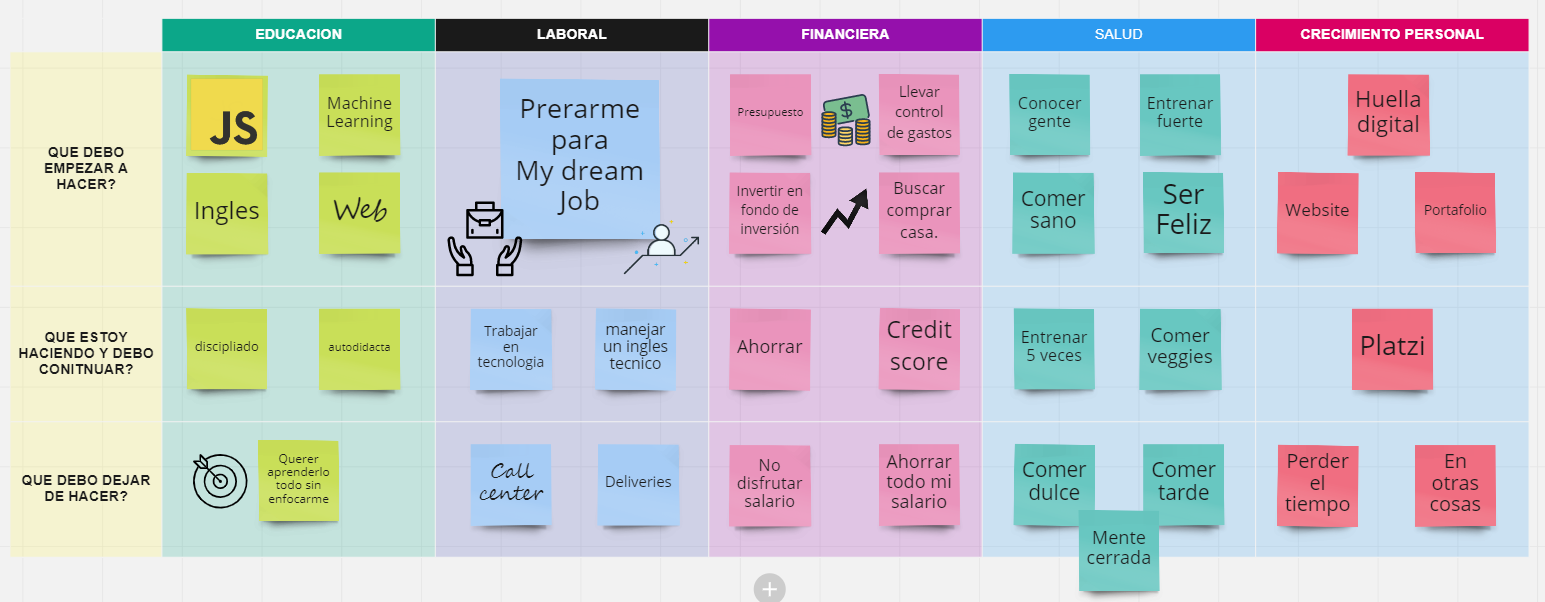 EDUCACION
LABORAL
FINANCIERA
SALUD
CRECIMIENTO PERSONAL
QUE DEBO
EMPEZAR A
HACER?
JS
Machine
Learning
Ingles
Web
Prerarme
para
My dream
Job
Presupuesto
$
Llevar
control
de gastos
Invertir en
fondo de
inversión
Buscar
comprar
casa.
Conocer
gente
Entrenar
fuerte
Comer
sano
Ser
Feliz
Huella
digital
Website
Portafolio
QUE ESTOY
HACIENDO Y DEBO
CONITNUAR?
discipliado
autodidacta
Trabajar
en
tecnologia
manejar
un ingles
tecnico
Ahorrar
Credit
score
Entrenar
5 veces
Comer
veggies
Platzi
QUE DEBO DEJAR
DE HACER?
Querer
aprenderlo
todo sin
enfocarme
Call
center
Deliveries
No
disfrutar
salario
Ahorrar
todo mi
salario
Comer
dulce
Comer
tarde
Mente
cerrada
Perder
el
tiempo
En
otras
cosas